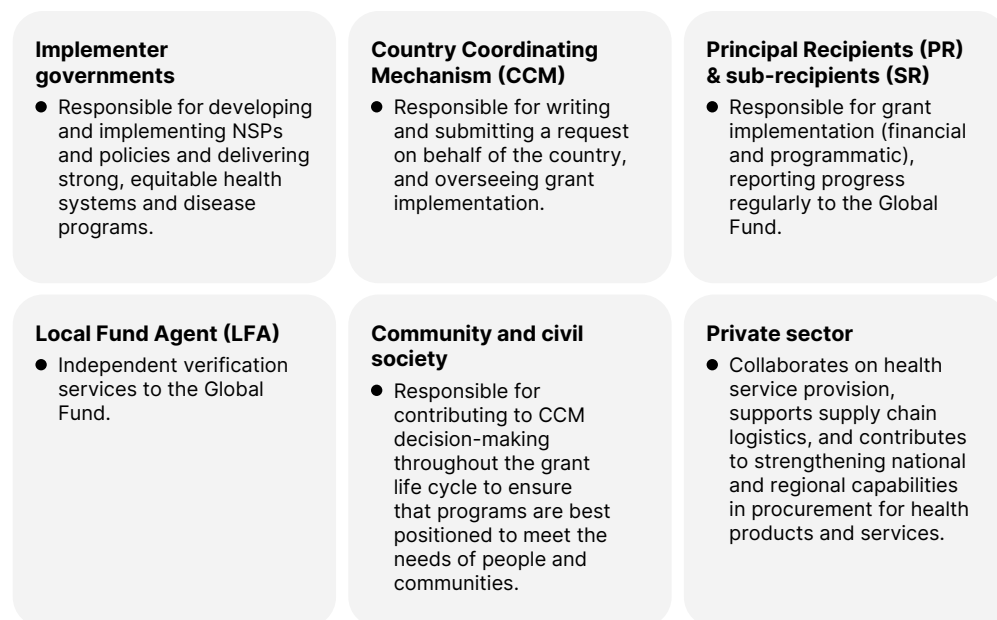 Implementer
governments
● Responsible for developing
and implementing NSPs
and policies and delivering
strong, equitable health
systems and disease
programs.
Country Coordinating
Mechanism (CCM)
● Responsible for writing
and submitting a request
on behalf of the country,
and overseeing grant
implementation.
Principal Recipients (PR)
& sub-recipients (SR)
● Responsible for grant
implementation (financial
and programmatic),
reporting progress
regularly to the Global
Fund.
Local Fund Agent (LFA)
● Independent verification
services to the Global
Fund.
Community and civil
society
● Responsible for
contributing to CCM
decision-making
throughout the grant
life cycle to ensure
that programs are best
positioned to meet the
needs of people and
communities.
Private sector
● Collaborates on health
service provision,
supports supply chain
logistics, and contributes
to strengthening national
and regional capabilities
in procurement for health
products and services.